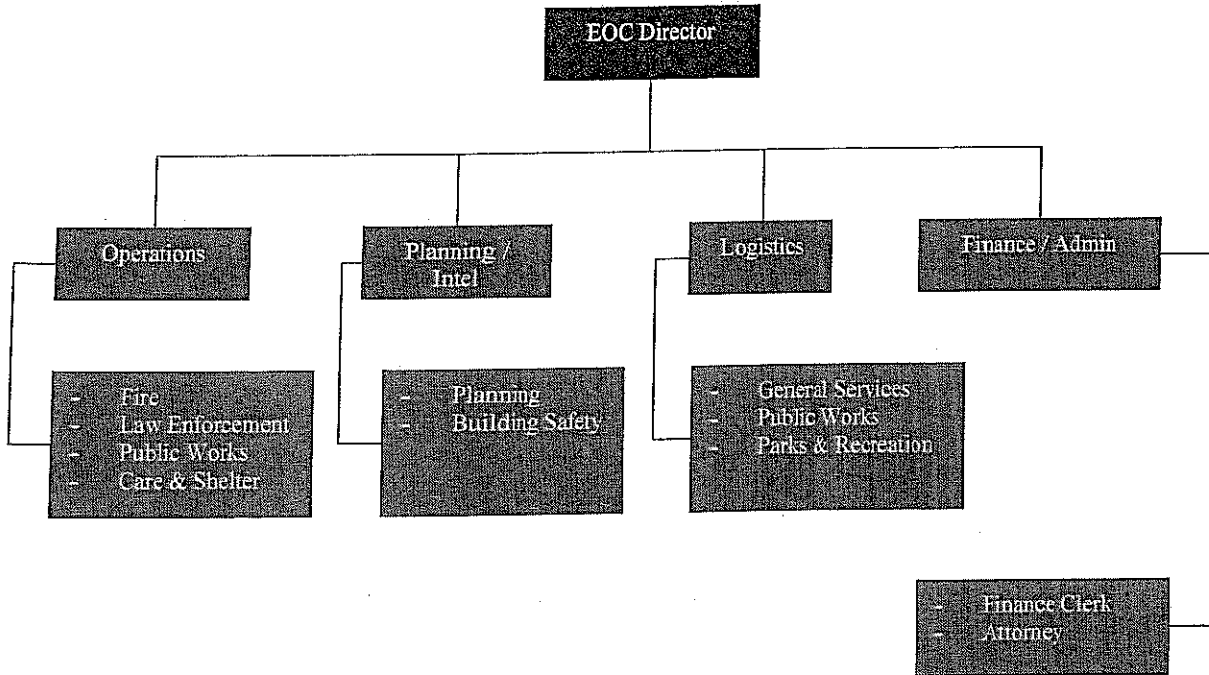 EOC Director
Operations
Planning /
Intel
Logistics
Finance / Admin
- Fire
- Law Enforcement
- Public Works
- Care & Shelter
- Planning
- Building Safety
- General Services
- Public Works
- Parks & Recreation
- Finance Clerk
- Attorney